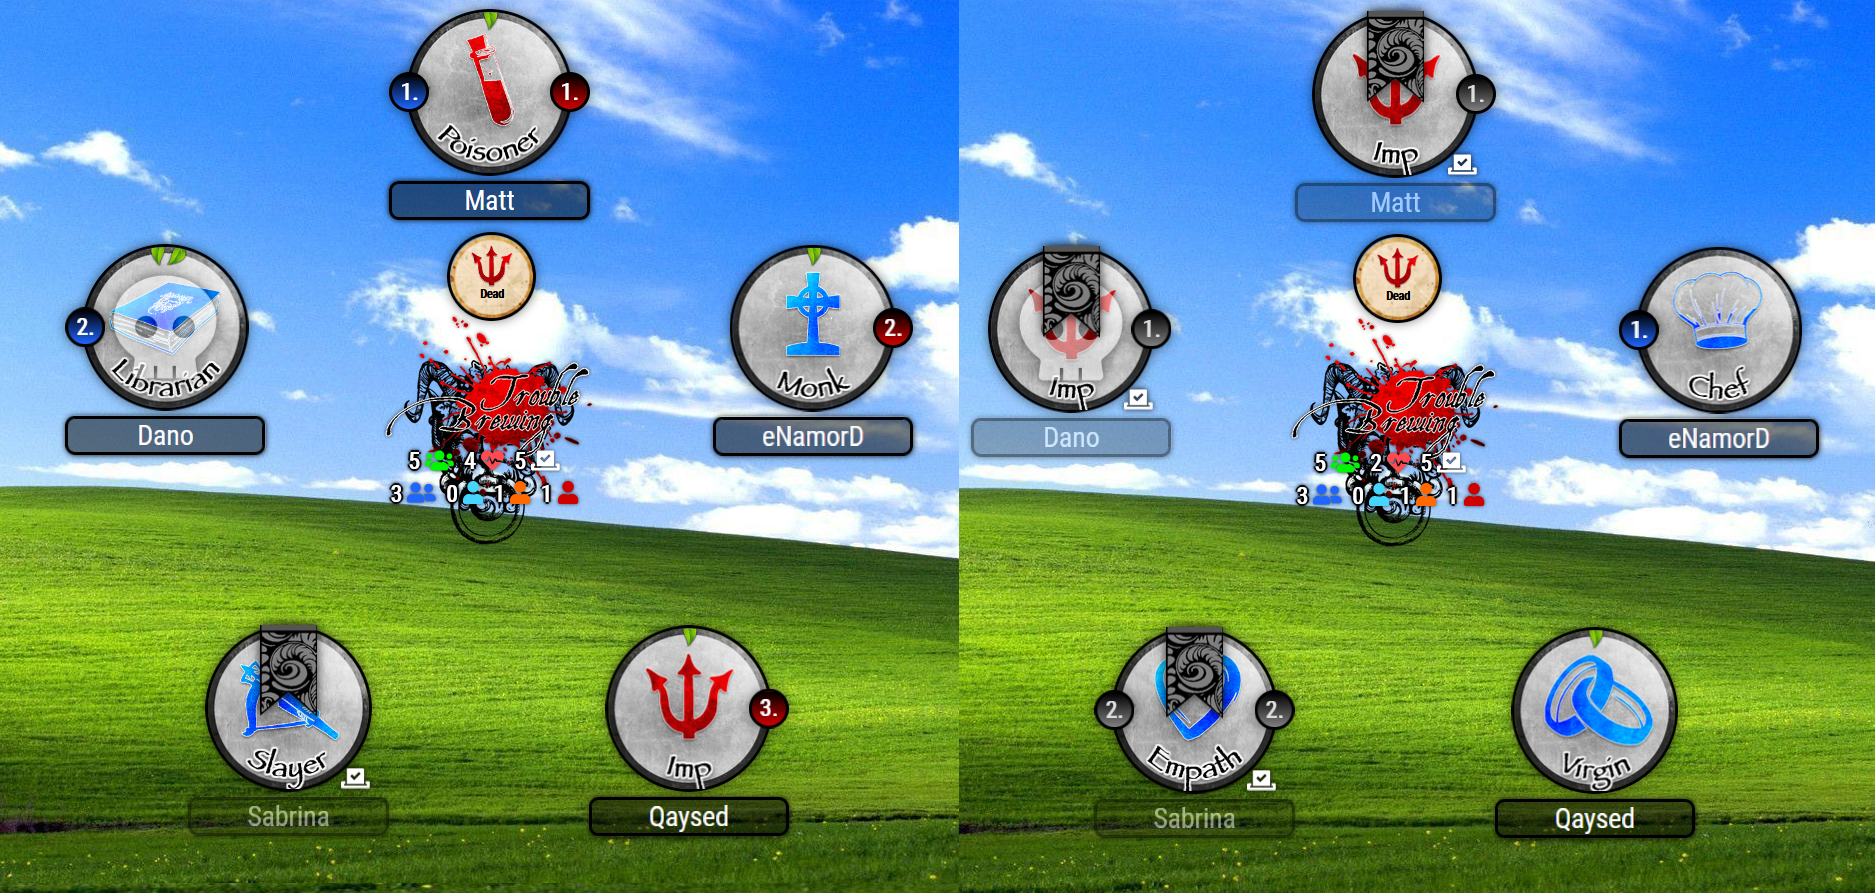 1.
1.
Poisoner
Matt
Dead
2.
Librarian
Dano
2.
Monk
eNamorD
Trouble
Brewing
5 4 5
3 0 1 1
Slayer
Sabrina
3.
Imp
Qaysed
1.
Imp
Matt
Dead
1.
Imp
Dano
1.
Chef
eNamorD
Trouble
Brewing
5 2 5
3 0 1 1
2.
2.
Empath
Sabrina
Virgin
Qaysed